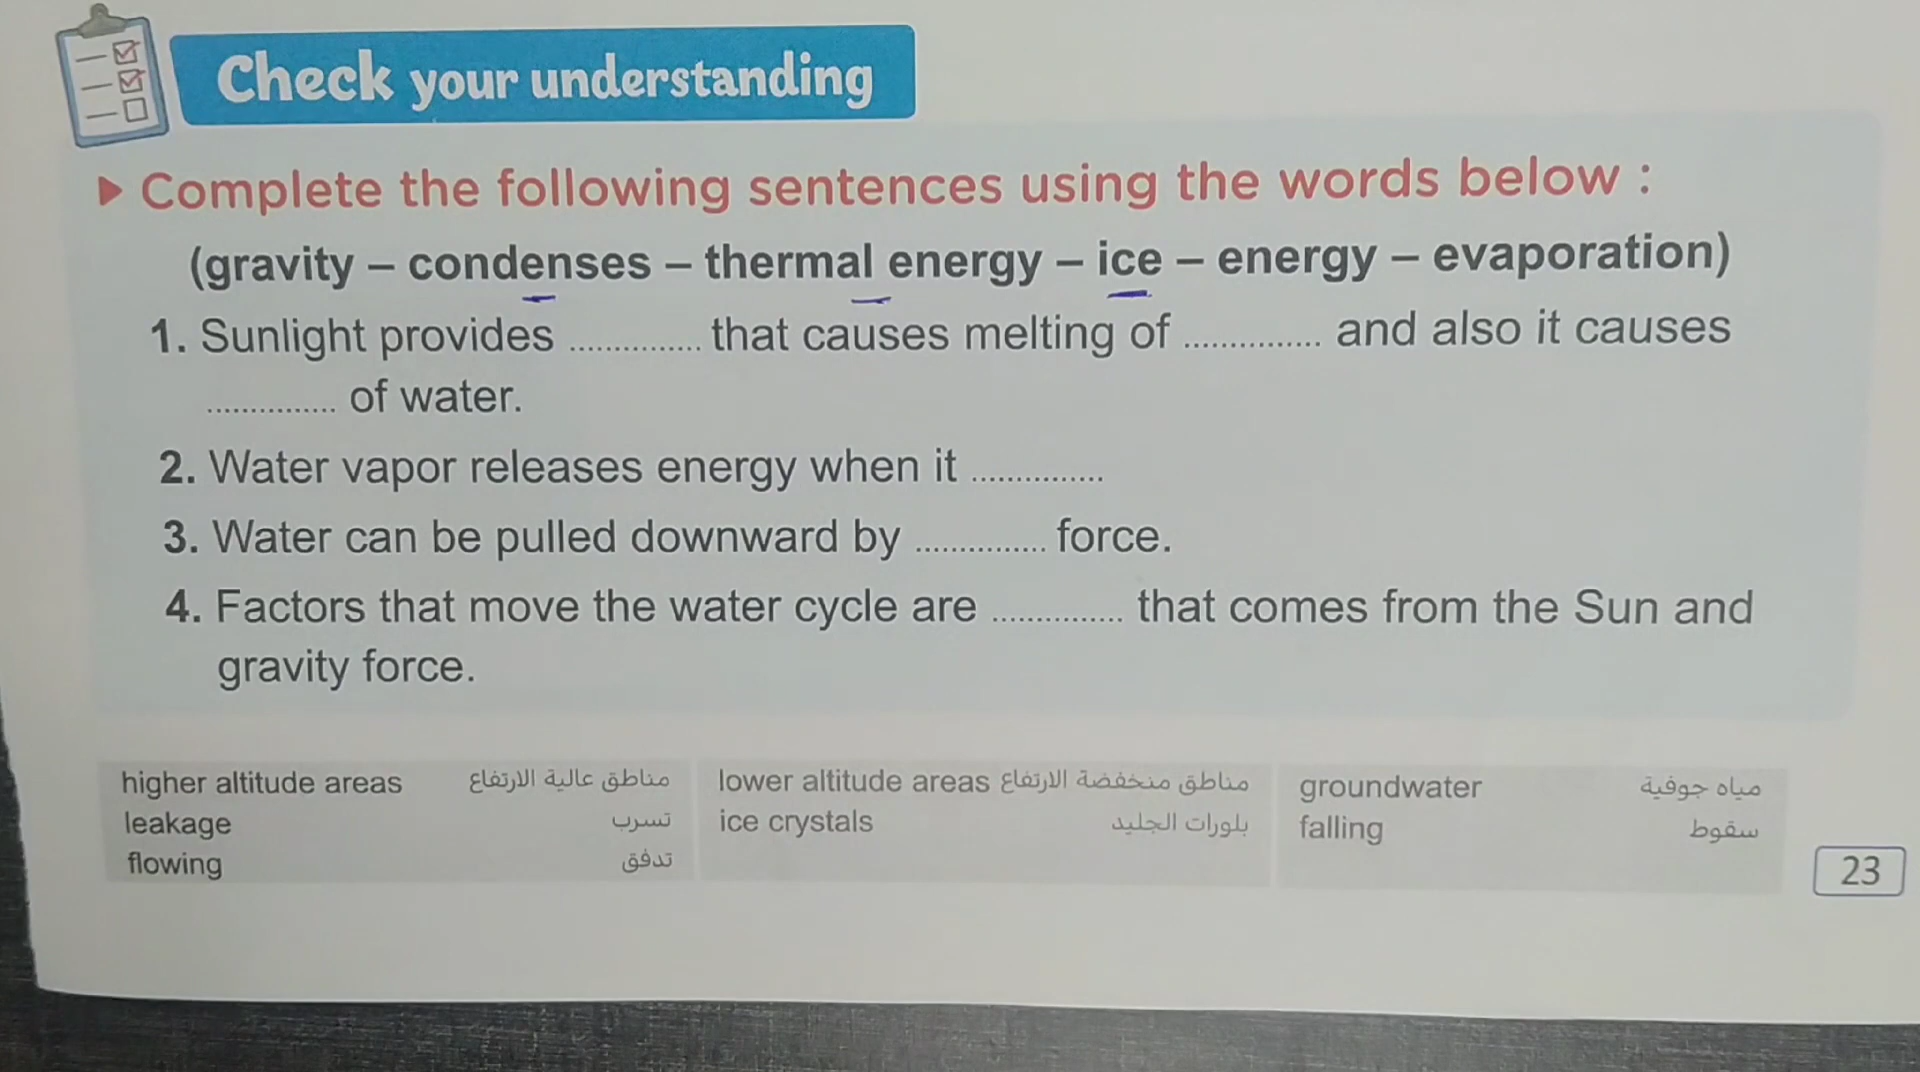 Check your understanding
Complete the following sentences using the words below :
(gravity – condenses – thermal energy – ice – energy – evaporation)
1. Sunlight provides ............... that causes melting of ............... and also it causes
............... of water.
2. Water vapor releases energy when it ...............
3. Water can be pulled downward by ............... force.
4. Factors that move the water cycle are ............... that comes from the Sun and
gravity force.
higher altitude areas مناطق عالية الارتفاع
leakage تسرب
flowing تدفق
lower altitude areas مناطق منخفضة الارتفاع
ice crystals بلورات الجليد
groundwater مياه جوفية
falling سقوط
23